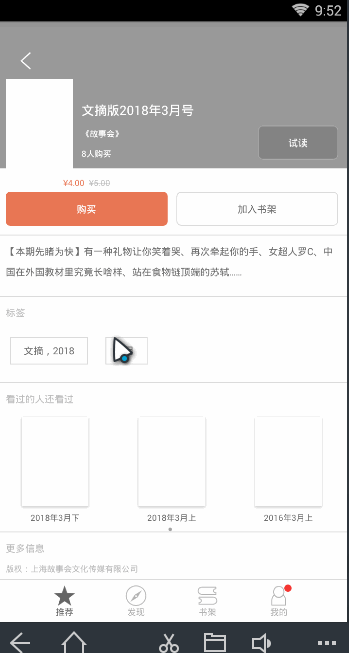 9:52
文摘版2018年3月号
《故事会》
8人购买
试读
¥4.00 ¥5.00
购买
加入书架
【本期先睹为快】有一种礼物让你笑着哭、再次牵起你的手、女超人罗C、中
国在外国教材里究竟长啥样、站在食物链顶端的苏轼……
标签
文摘，2018
看过的人还看过
2018年3月下
2018年3月上
2016年3月上
更多信息
版权：上海故事会文化传媒有限公司
推荐
发现
书架
我的